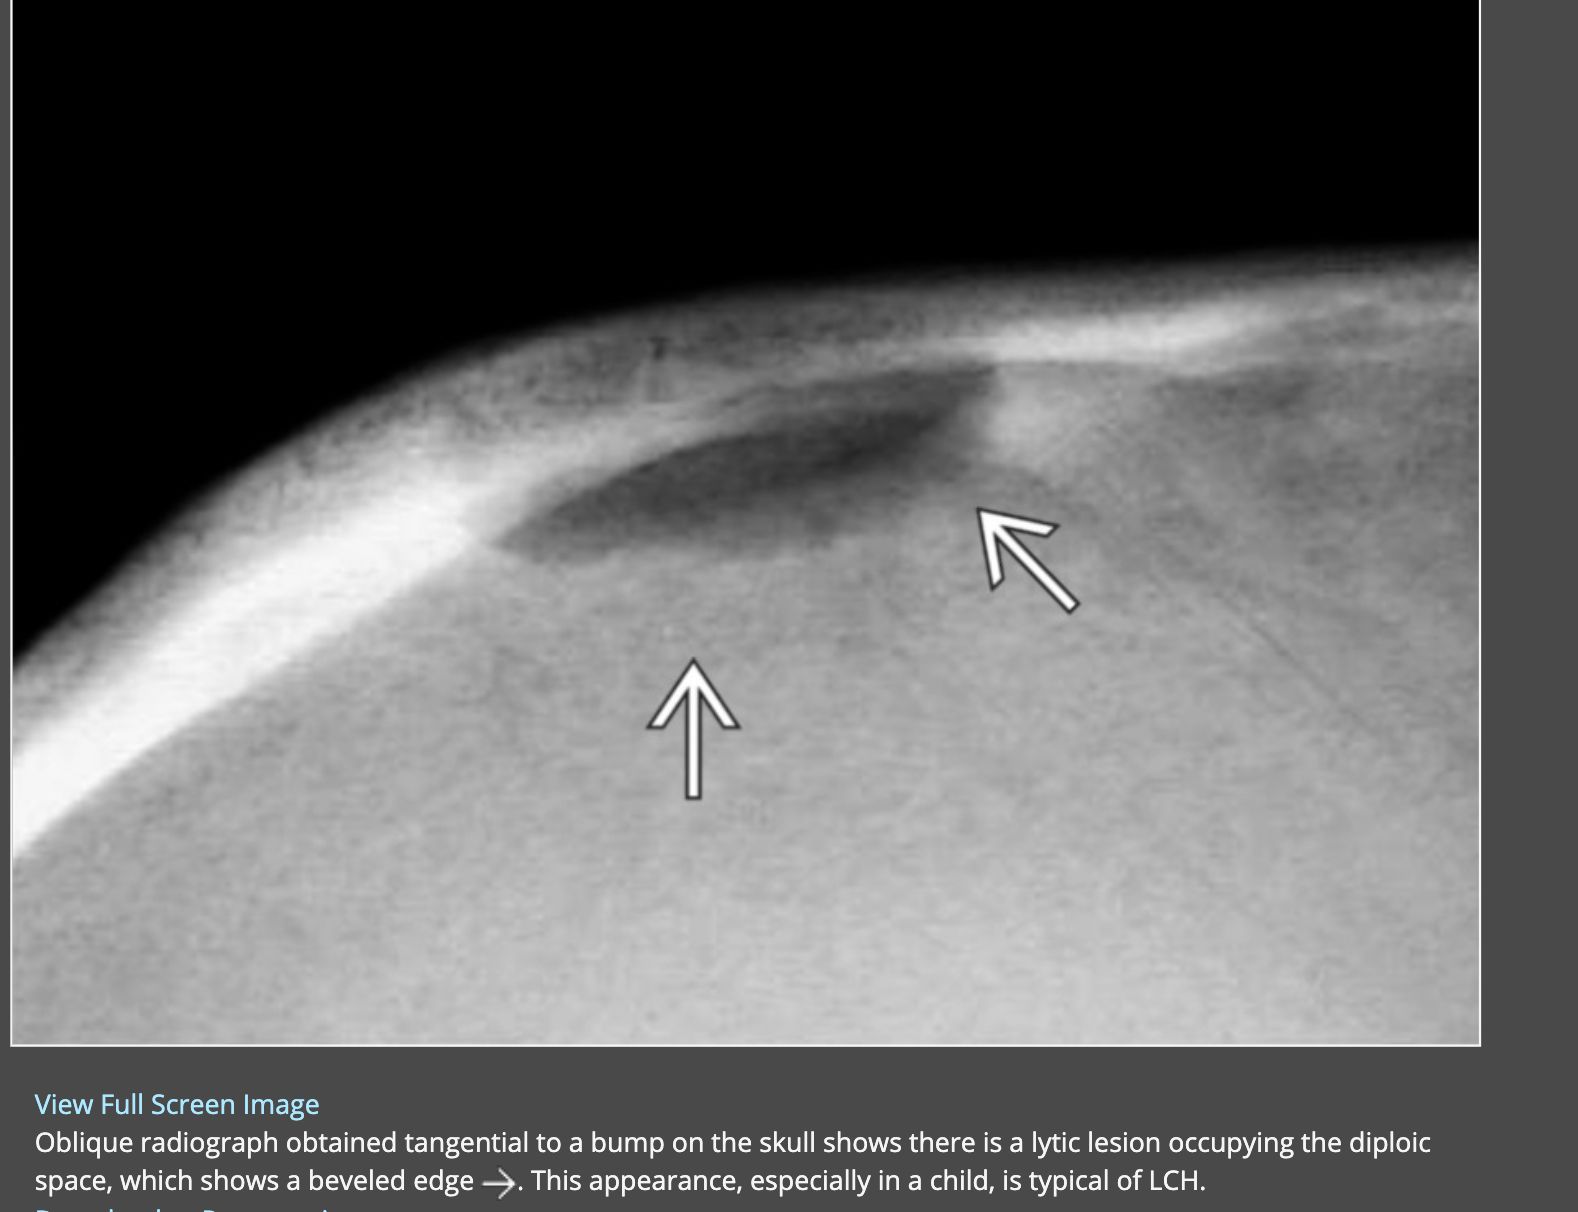 View Full Screen Image
Oblique radiograph obtained tangential to a bump on the skull shows there is a lytic lesion occupying the diploic
space, which shows a beveled edge →. This appearance, especially in a child, is typical of LCH.